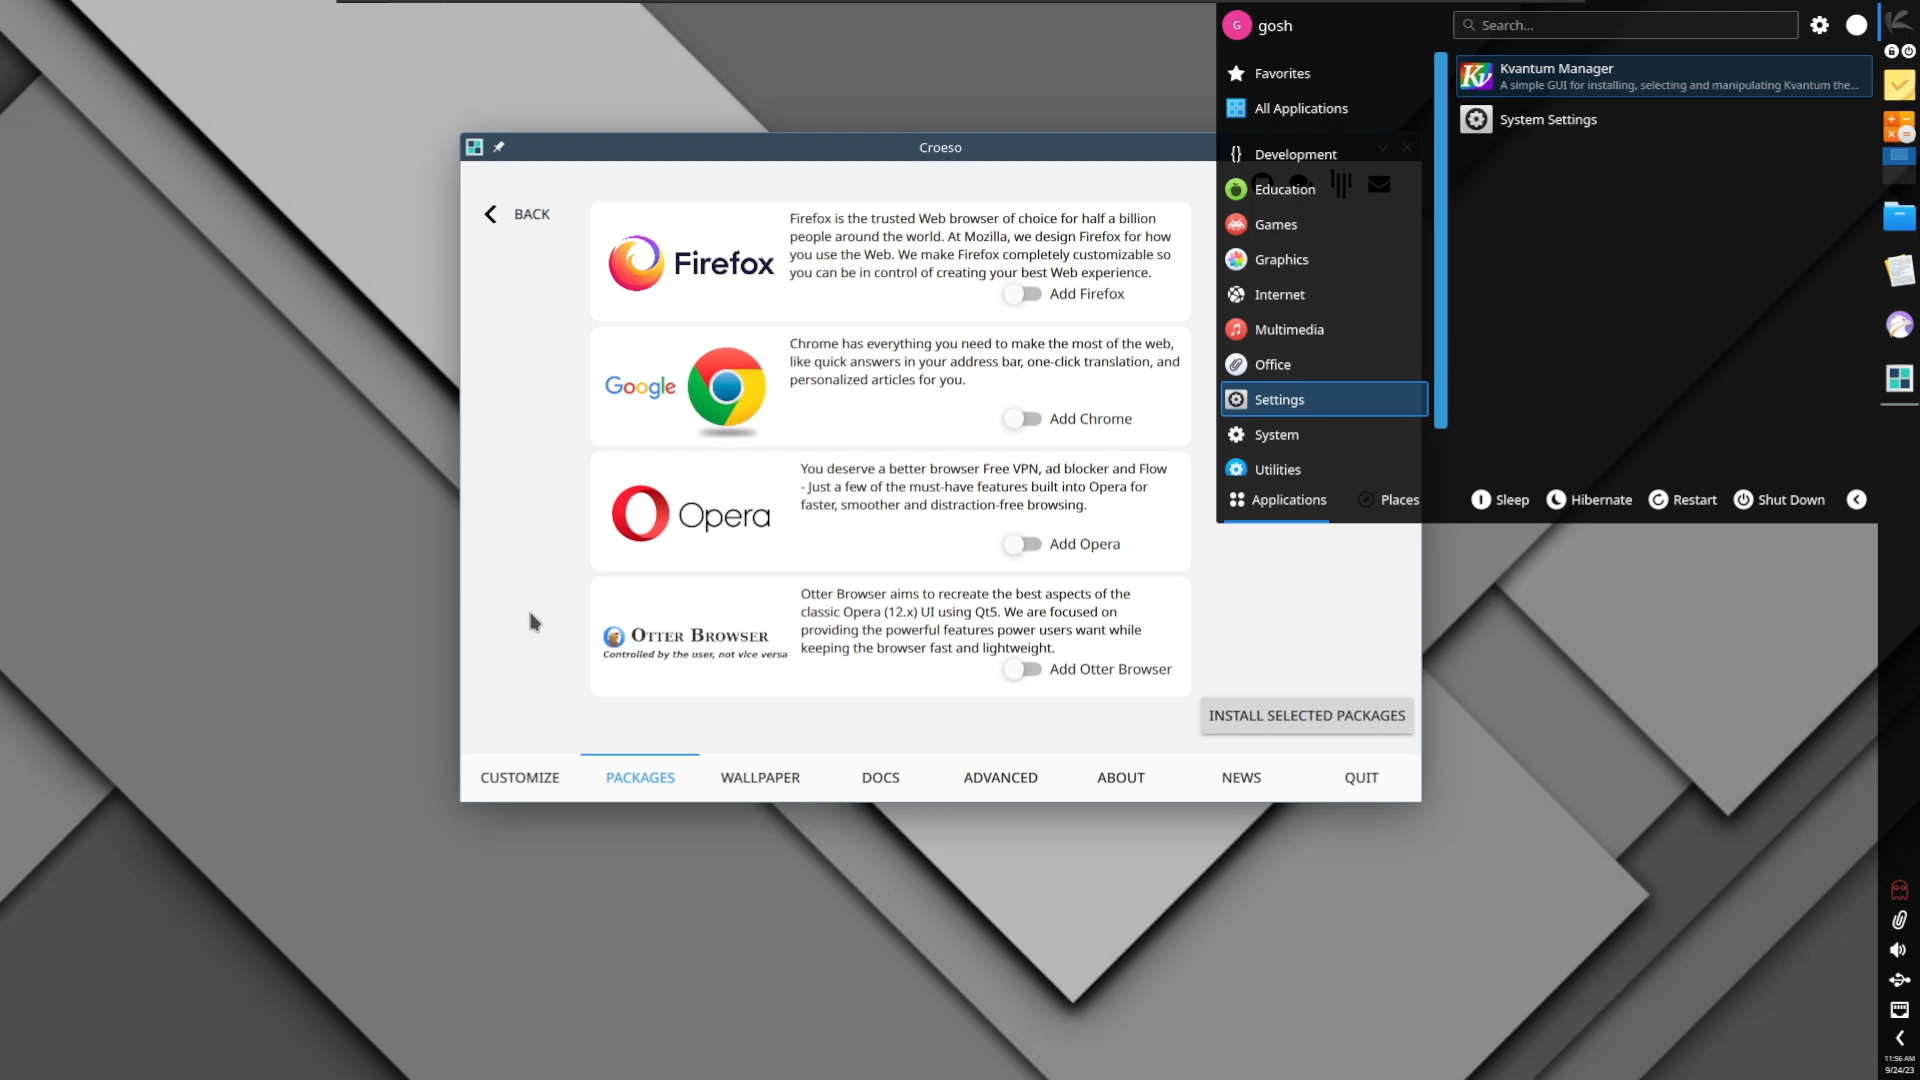 G gosh
Search...
Favorites
All Applications
Development
Education
Games
Graphics
Internet
Multimedia
Office
Settings
System
Utilities
Applications
Places
Kvantum Manager
A simple GUI for installing, selecting and manipulating Kvantum the...
System Settings
Sleep
Hibernate
Restart
Shut Down
Croeso
BACK
Firefox
Firefox is the trusted Web browser of choice for half a billion
people around the world. At Mozilla, we design Firefox for how
you use the Web. We make Firefox completely customizable so
you can be in control of creating your best Web experience.
Add Firefox
Google
Chrome has everything you need to make the most of the web,
like quick answers in your address bar, one-click translation, and
personalized articles for you.
Add Chrome
Opera
You deserve a better browser Free VPN, ad blocker and Flow
- Just a few of the must-have features built into Opera for
faster, smoother and distraction-free browsing.
Add Opera
OTTER BROWSER
Controlled by the user, not vice versa
Otter Browser aims to recreate the best aspects of the
classic Opera (12.x) UI using Qt5. We are focused on
providing the powerful features power users want while
keeping the browser fast and lightweight.
Add Otter Browser
INSTALL SELECTED PACKAGES
CUSTOMIZE
PACKAGES
WALLPAPER
DOCS
ADVANCED
ABOUT
NEWS
QUIT
11:56 AM
9/24/23